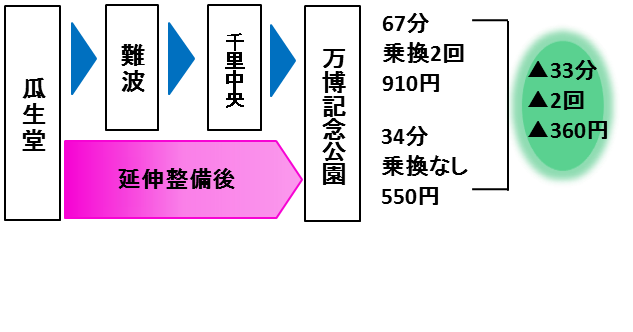 瓜生堂
難波
千里中央
万博記念公園
延伸整備後
67分
乗換2回
910円
34分
乗換なし
550円
▲33分
▲2回
▲360円